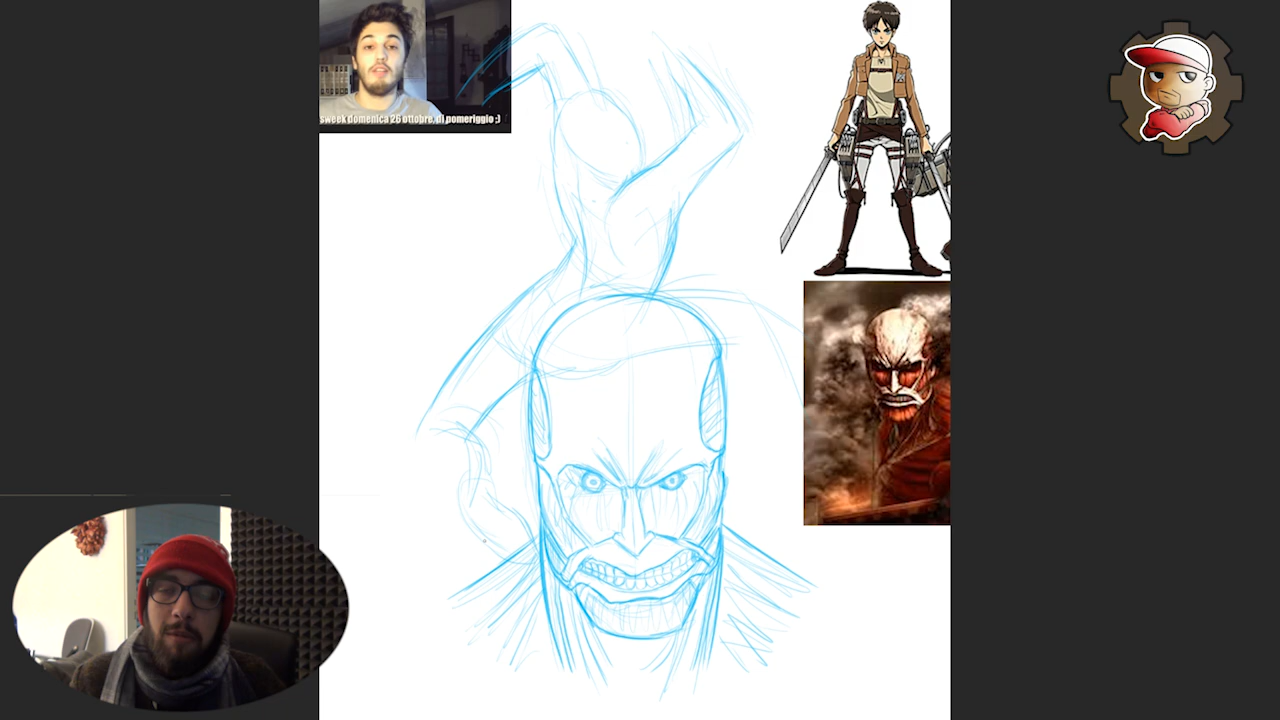 sweek domenica 26 ottobre, di pomeriggio ;)